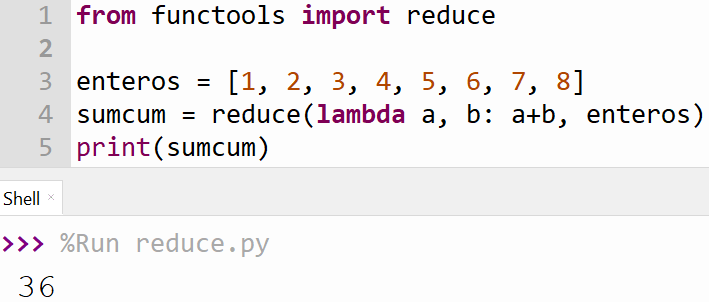 1 from functools import reduce
2
3 enteros = [1, 2, 3, 4, 5, 6, 7, 8]
4 sumcum = reduce(lambda a, b: a+b, enteros)
5 print(sumcum)
Shell ×
>>> %Run reduce.py
36